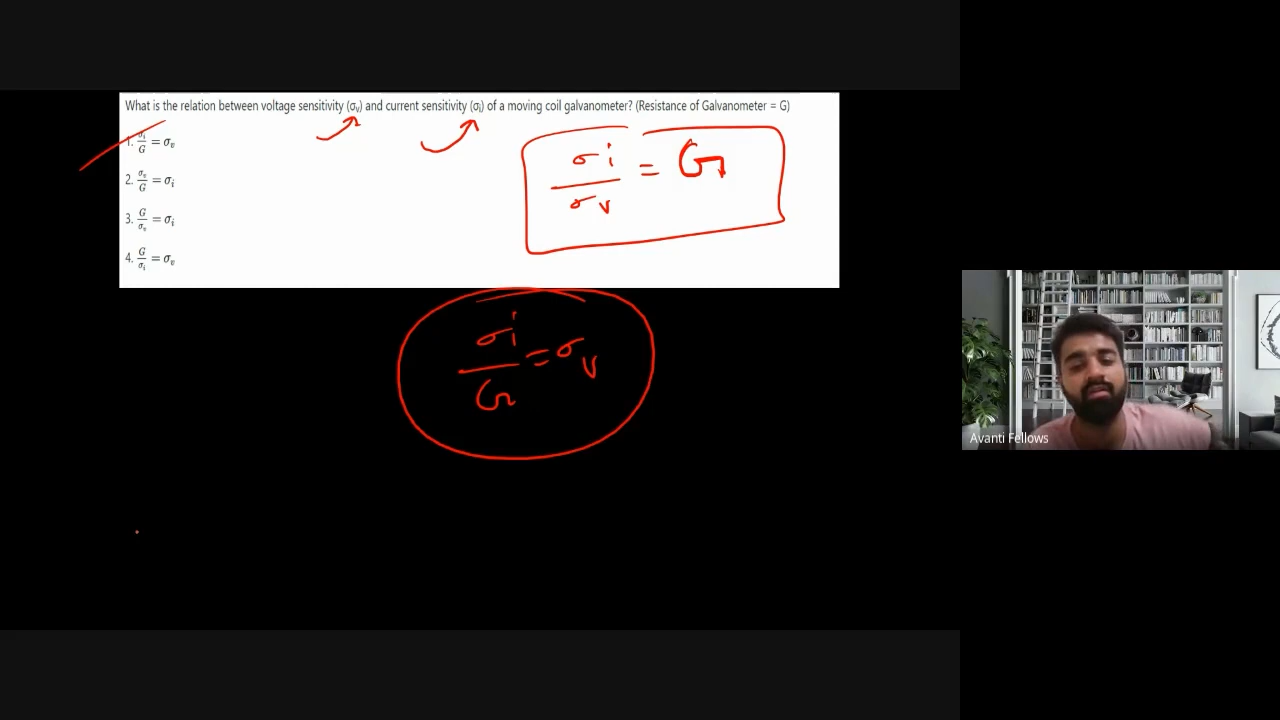 What is the relation between voltage sensitivity (σᵥ) and current sensitivity (σᵢ) of a moving coil galvanometer? (Resistance of Galvanometer = G)
1. σᵢ/G = σᵥ
2. σᵥ/G = σᵢ
3. G/σᵥ = σᵢ
4. G/σᵢ = σᵥ
σi/σv = G
σi/G = σv
Avanti Fellows